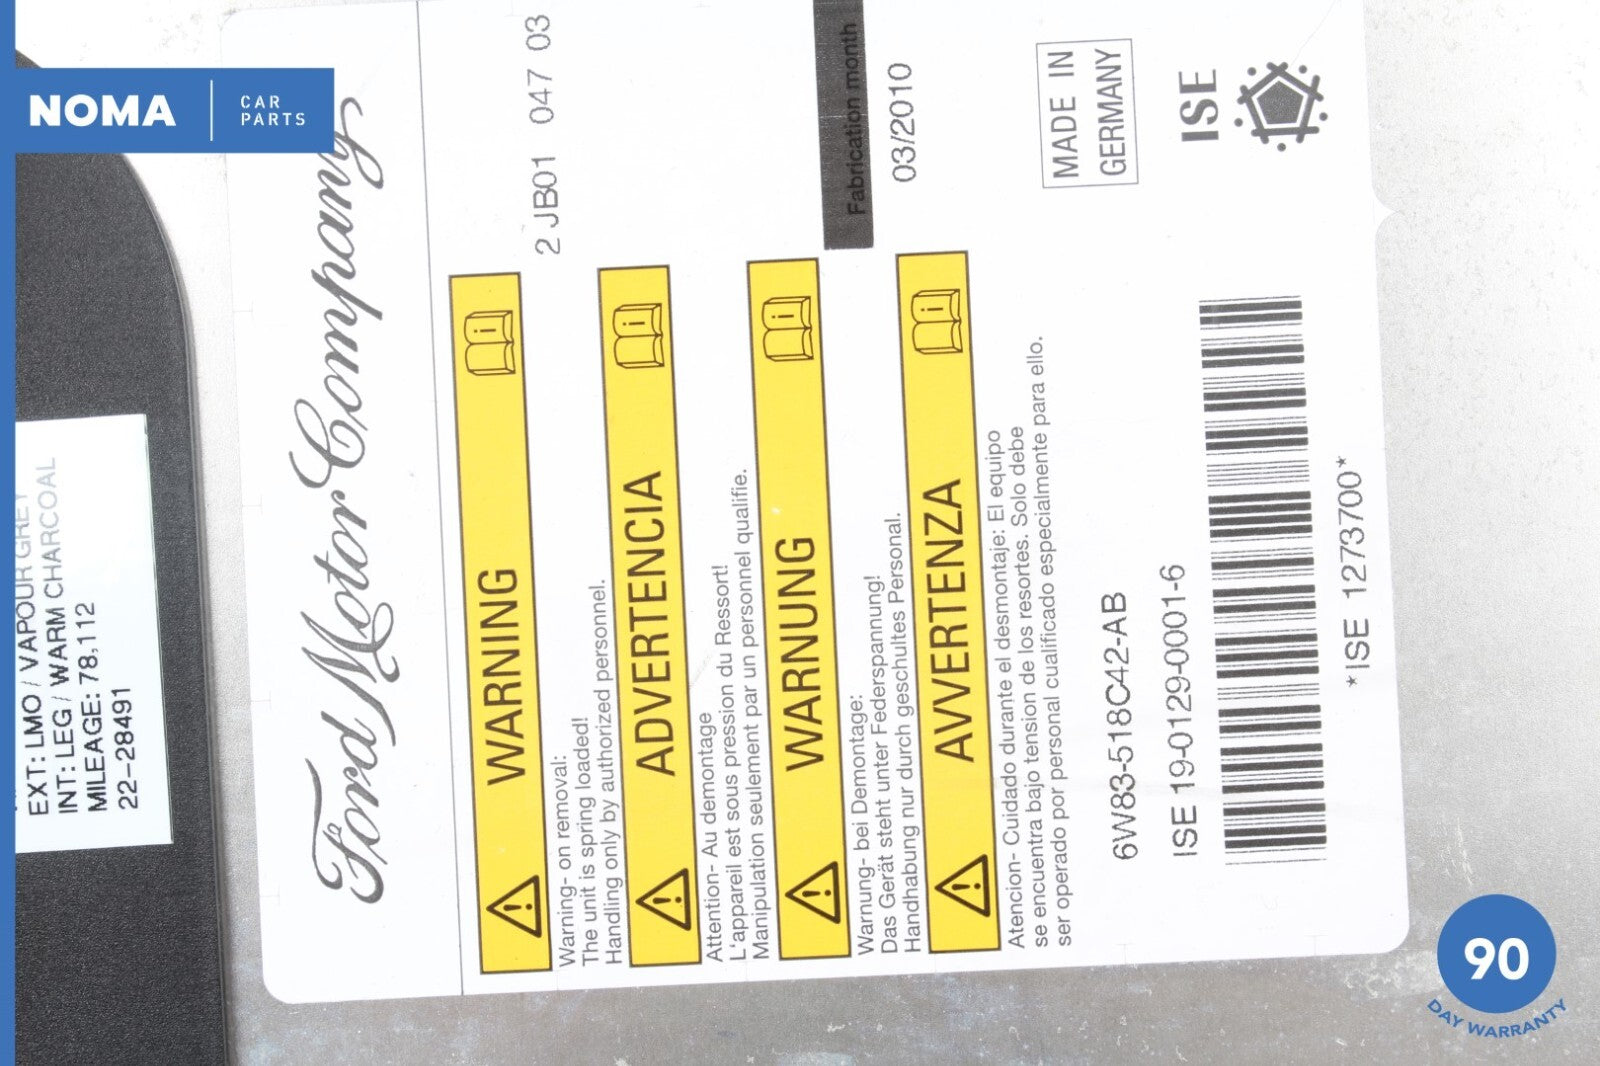 NOMA
CAR
PARTS
EXT: LMO / VAPOUR GREY
INT: LEG / WARM CHARCOAL
MILEAGE: 78,112
22-28491
Ford Motor Company
2 JB01 047 03
WARNING
Warning- on removal:
The unit is spring loaded!
Handling only by authorized personnel.
ADVERTENCIA
Attention- Au demontage
L'appareil est sous pression du Ressort!
Manipulation seulement par un personnel qualifie.
WARNUNG
Warnung- bei Demontage:
Das Gerät steht unter Federspannung!
Handhabung nur durch geschultes Personal.
Fabrication month
03/2010
AVVERTENZA
Atencion- Cuidado durante el desmontaje: El equipo
se encuentra bajo tension de los resortes. Solo debe
ser operado por personal cualificado especialmente para ello.
MADE IN
GERMANY
6W83-518C42-AB
ISE 19-0129-0001-6
ISE
*ISE 1273700*
90
DAY WARRANTY